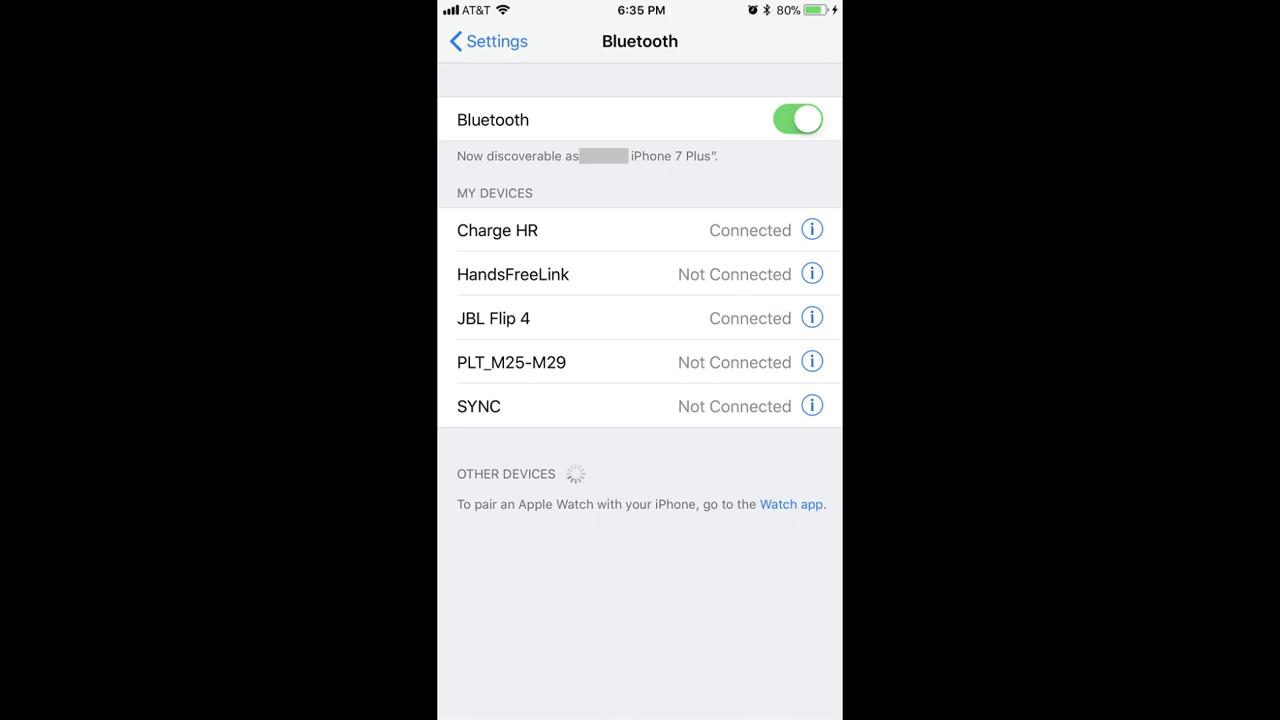 AT&T 6:35 PM 80%
Settings Bluetooth
Bluetooth
Now discoverable as iPhone 7 Plus”.
MY DEVICES
Charge HR Connected
HandsFreeLink Not Connected
JBL Flip 4 Connected
PLT_M25-M29 Not Connected
SYNC Not Connected
OTHER DEVICES
To pair an Apple Watch with your iPhone, go to the Watch app.